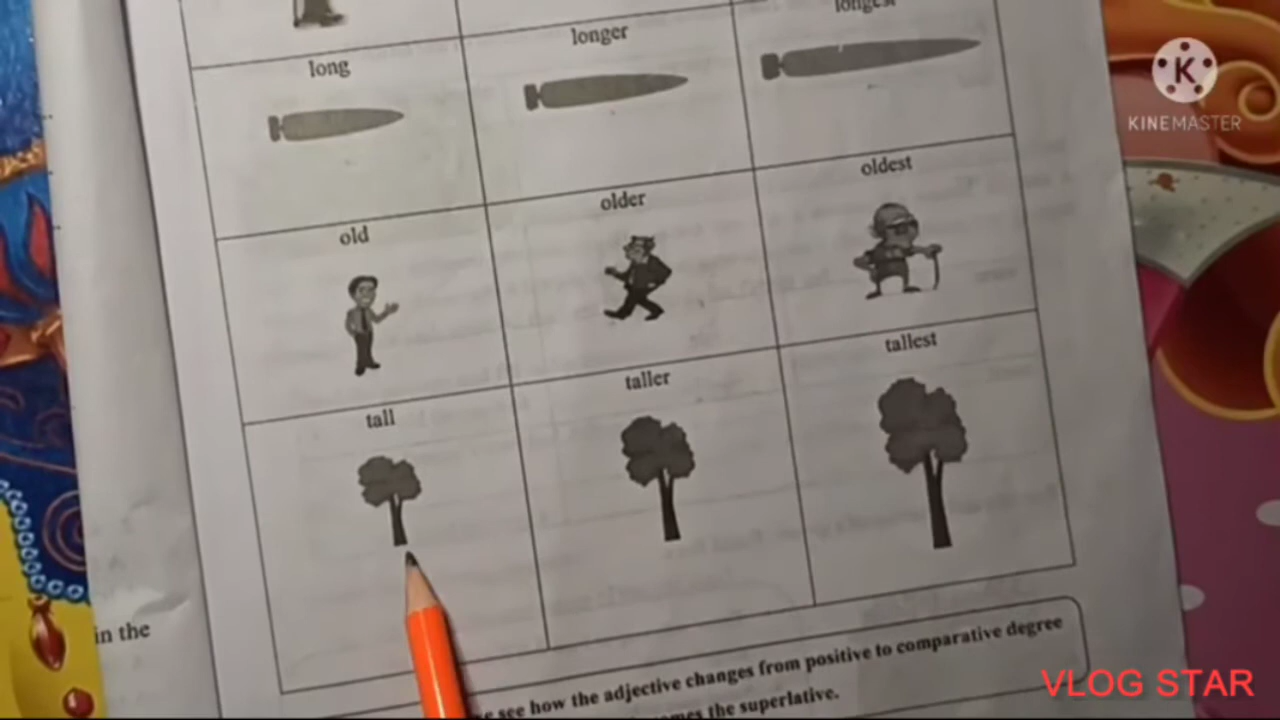 longest
longer
long
K
KINEMASTER
oldest
older
old
tallest
taller
tall
in the
see how the adjective changes from positive to comparative degree
the superlative.
VLOG STAR